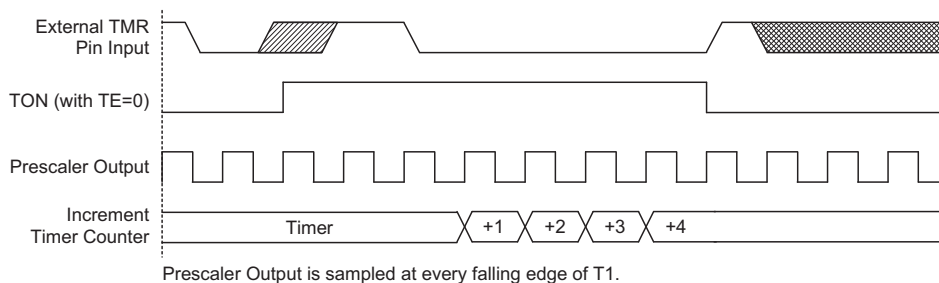 External TMR
Pin Input
TON (with TE=0)
Prescaler Output
Increment
Timer Counter
Timer
+1
+2
+3
+4
Prescaler Output is sampled at every falling edge of T1.